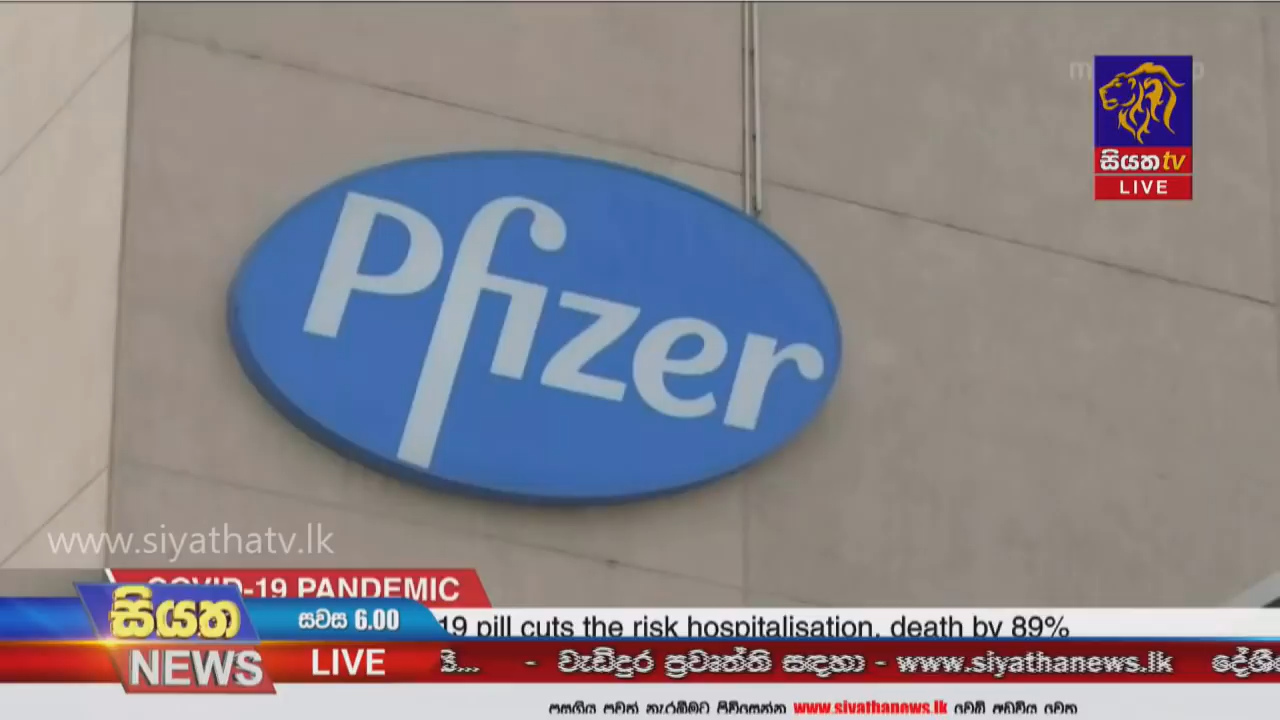 සියත tv
LIVE
Pfizer
www.siyathatv.lk
COVID-19 PANDEMIC
සියත
සවස 6.00
19 pill cuts the risk hospitalisation, death by 89%
NEWS
LIVE
- වැඩිදුර ප්‍රවෘත්ති සඳහා - www.siyathanews.lk
www.siyathanews.lk